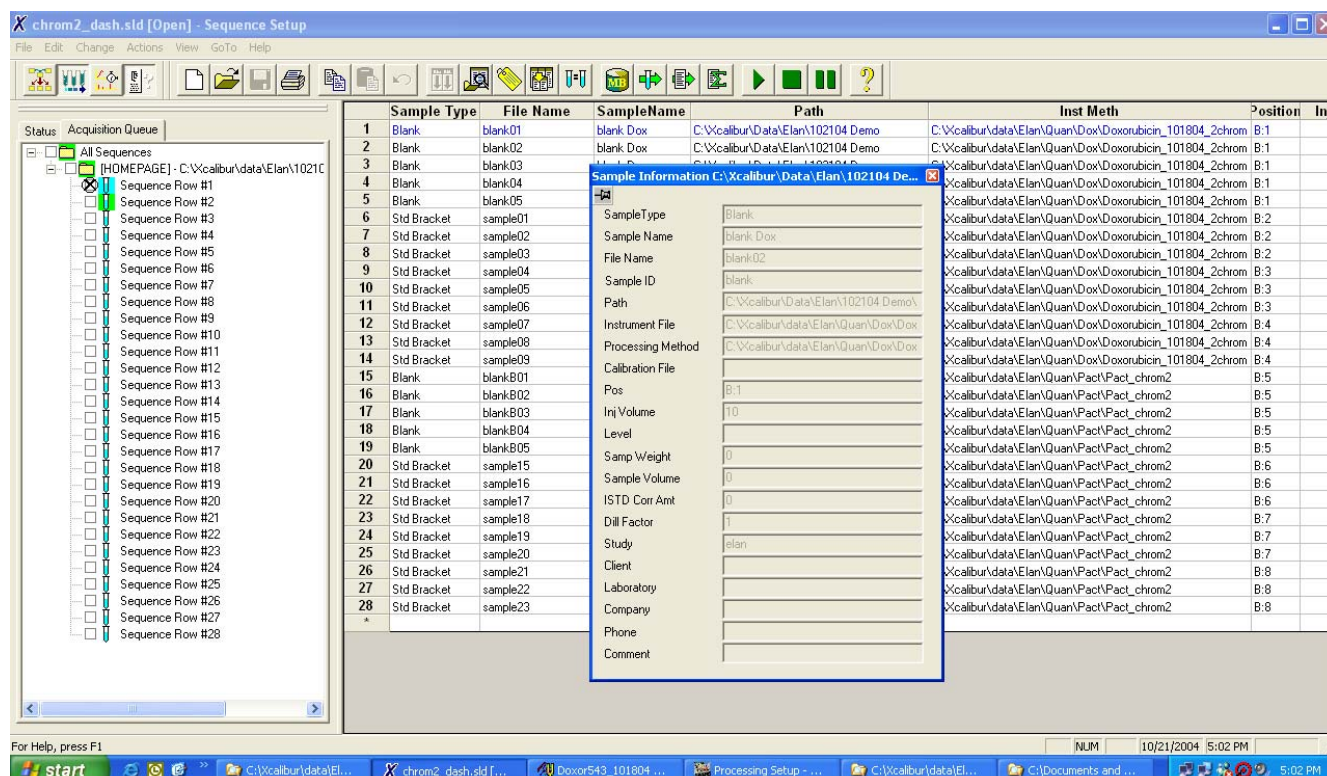 chrom2_dash.sld [Open] - Sequence Setup
File Edit Change Actions View GoTo Help
Status Acquisition Queue
All Sequences
[HOMEPAGE] - C:\Xcalibur\data\Elan\1021
Sequence Row #1
Sequence Row #2
Sequence Row #3
Sequence Row #4
Sequence Row #5
Sequence Row #6
Sequence Row #7
Sequence Row #8
Sequence Row #9
Sequence Row #10
Sequence Row #11
Sequence Row #12
Sequence Row #13
Sequence Row #14
Sequence Row #15
Sequence Row #16
Sequence Row #17
Sequence Row #18
Sequence Row #19
Sequence Row #20
Sequence Row #21
Sequence Row #22
Sequence Row #23
Sequence Row #24
Sequence Row #25
Sequence Row #26
Sequence Row #27
Sequence Row #28
Sample Type File Name SampleName Path Inst Meth Position In
1 Blank blank01 blank Dox C:\Xcalibur\Data\Elan\102104 Demo C:\Xcalibur\data\Elan\Quan\Dox\Doxorubicin_101804_2chrom B:1
2 Blank blank02 blank Dox C:\Xcalibur\Data\Elan\102104 Demo C:\Xcalibur\data\Elan\Quan\Dox\Doxorubicin_101804_2chrom B:1
3 Blank blank03 C:\Xcalibur\data\Elan\Quan\Dox\Doxorubicin_101804_2chrom B:1
4 Blank blank04 Xcalibur\data\Elan\Quan\Dox\Doxorubicin_101804_2chrom B:1
5 Blank blank05 Xcalibur\data\Elan\Quan\Dox\Doxorubicin_101804_2chrom B:1
6 Std Bracket sample01 Xcalibur\data\Elan\Quan\Dox\Doxorubicin_101804_2chrom B:2
7 Std Bracket sample02 Xcalibur\data\Elan\Quan\Dox\Doxorubicin_101804_2chrom B:2
8 Std Bracket sample03 Xcalibur\data\Elan\Quan\Dox\Doxorubicin_101804_2chrom B:2
9 Std Bracket sample04 Xcalibur\data\Elan\Quan\Dox\Doxorubicin_101804_2chrom B:3
10 Std Bracket sample05 Xcalibur\data\Elan\Quan\Dox\Doxorubicin_101804_2chrom B:3
11 Std Bracket sample06 Xcalibur\data\Elan\Quan\Dox\Doxorubicin_101804_2chrom B:3
12 Std Bracket sample07 Xcalibur\data\Elan\Quan\Dox\Doxorubicin_101804_2chrom B:4
13 Std Bracket sample08 Xcalibur\data\Elan\Quan\Dox\Doxorubicin_101804_2chrom B:4
14 Std Bracket sample09 Xcalibur\data\Elan\Quan\Dox\Doxorubicin_101804_2chrom B:4
15 Blank blankB01 Xcalibur\data\Elan\Quan\Pact\Pact_chrom2 B:5
16 Blank blankB02 Xcalibur\data\Elan\Quan\Pact\Pact_chrom2 B:5
17 Blank blankB03 Xcalibur\data\Elan\Quan\Pact\Pact_chrom2 B:5
18 Blank blankB04 Xcalibur\data\Elan\Quan\Pact\Pact_chrom2 B:5
19 Blank blankB05 Xcalibur\data\Elan\Quan\Pact\Pact_chrom2 B:5
20 Std Bracket sample15 Xcalibur\data\Elan\Quan\Pact\Pact_chrom2 B:6
21 Std Bracket sample16 Xcalibur\data\Elan\Quan\Pact\Pact_chrom2 B:6
22 Std Bracket sample17 Xcalibur\data\Elan\Quan\Pact\Pact_chrom2 B:6
23 Std Bracket sample18 Xcalibur\data\Elan\Quan\Pact\Pact_chrom2 B:7
24 Std Bracket sample19 Xcalibur\data\Elan\Quan\Pact\Pact_chrom2 B:7
25 Std Bracket sample20 Xcalibur\data\Elan\Quan\Pact\Pact_chrom2 B:7
26 Std Bracket sample21 Xcalibur\data\Elan\Quan\Pact\Pact_chrom2 B:8
27 Std Bracket sample22 Xcalibur\data\Elan\Quan\Pact\Pact_chrom2 B:8
28 Std Bracket sample23 Xcalibur\data\Elan\Quan\Pact\Pact_chrom2 B:8
*
Sample Information C:\Xcalibur\Data\Elan\102104 De...
SampleType Blank
Sample Name blank Dox
File Name blank02
Sample ID blank
Path C:\Xcalibur\Data\Elan\102104 Demo\
Instrument File C:\Xcalibur\data\Elan\Quan\Dox\Dox
Processing Method C:\Xcalibur\data\Elan\Quan\Dox\Dox
Calibration File
Pos B:1
Inj Volume 10
Level
Samp Weight 0
Sample Volume 0
ISTD Corr Amt 0
Dill Factor 1
Study elan
Client
Laboratory
Company
Phone
Comment
For Help, press F1 NUM 10/21/2004 5:02 PM
start C:\Xcalibur\data\El... chrom2_dash.sld [... Doxor543_101804 ... Processing Setup - ... C:\Xcalibur\data\El... C:\Documents and ... 5:02 PM